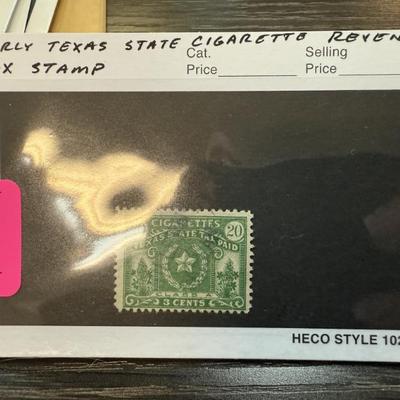 RLY TEXAS STATE CIGARETTE REVEN
X STAMP
Cat. Price
Selling Price
CIGARETTES
20
TEXAS STATE TAX PAID
CLASS A
3 CENTS
HECO STYLE 102